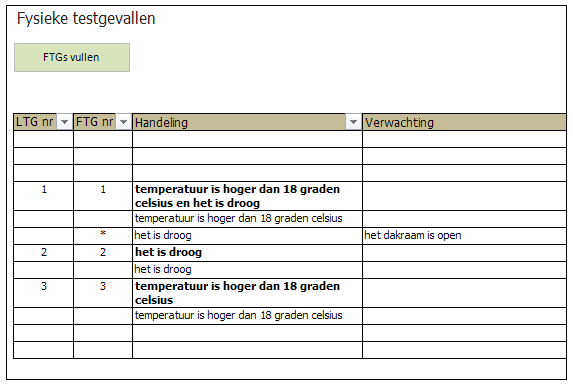 Fysieke testgevallen
FTGs vullen
LTG nr FTG nr Handeling Verwachting
1 1 temperatuur is hoger dan 18 graden
celsius en het is droog
temperatuur is hoger dan 18 graden celsius
* het is droog het dakraam is open
2 2 het is droog
het is droog
3 3 temperatuur is hoger dan 18 graden
celsius
temperatuur is hoger dan 18 graden celsius